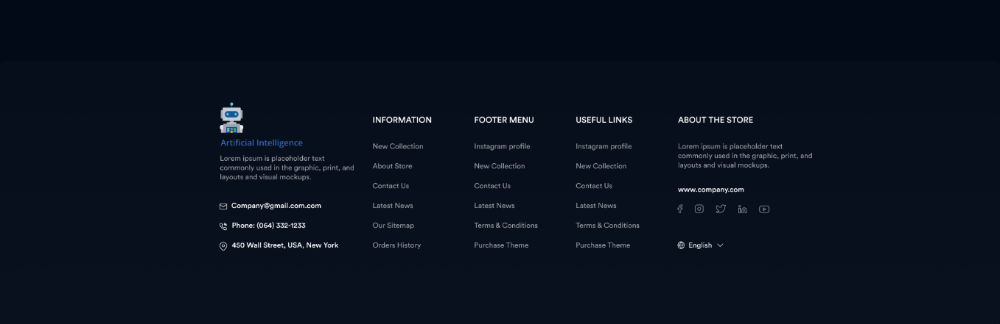 Artificial Intelligence
Lorem ipsum is placeholder text
commonly used in the graphic, print, and
layouts and visual mockups.
Company@gmail.com.com
Phone: (064) 332-1233
450 Wall Street, USA, New York
INFORMATION
New Collection
About Store
Contact Us
Latest News
Our Sitemap
Orders History
FOOTER MENU
Instagram profile
New Collection
Contact Us
Latest News
Terms & Conditions
Purchase Theme
USEFUL LINKS
Instagram profile
New Collection
Contact Us
Latest News
Terms & Conditions
Purchase Theme
ABOUT THE STORE
Lorem ipsum is placeholder text
commonly used in the graphic, print, and
layouts and visual mockups.
www.company.com
English